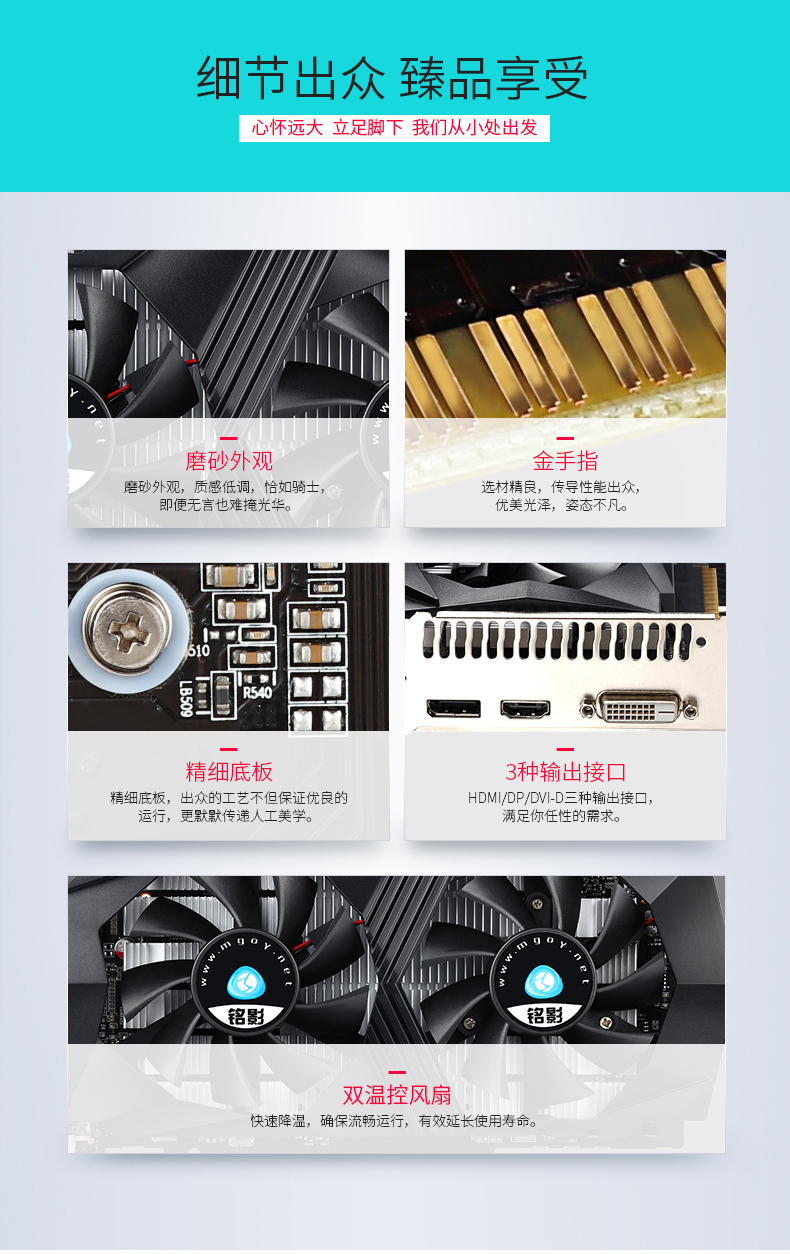 细节出众 臻品享受
心怀远大 立足脚下 我们从小处出发
磨砂外观
磨砂外观，质感低调，恰如骑士，
即便无言也难掩光华。
金手指
选材精良，传导性能出众，
优美光泽，姿态不凡。
510
LB509
R540
精细底板
精细底板，出众的工艺不但保证优良的
运行，更默默传递人工美学。
3种输出接口
HDMI/DP/DVI-D三种输出接口，
满足你任性的需求。
www.mgoy.net
铭影
www.mgoy.net
铭影
双温控风扇
快速降温，确保流畅运行，有效延长使用寿命。